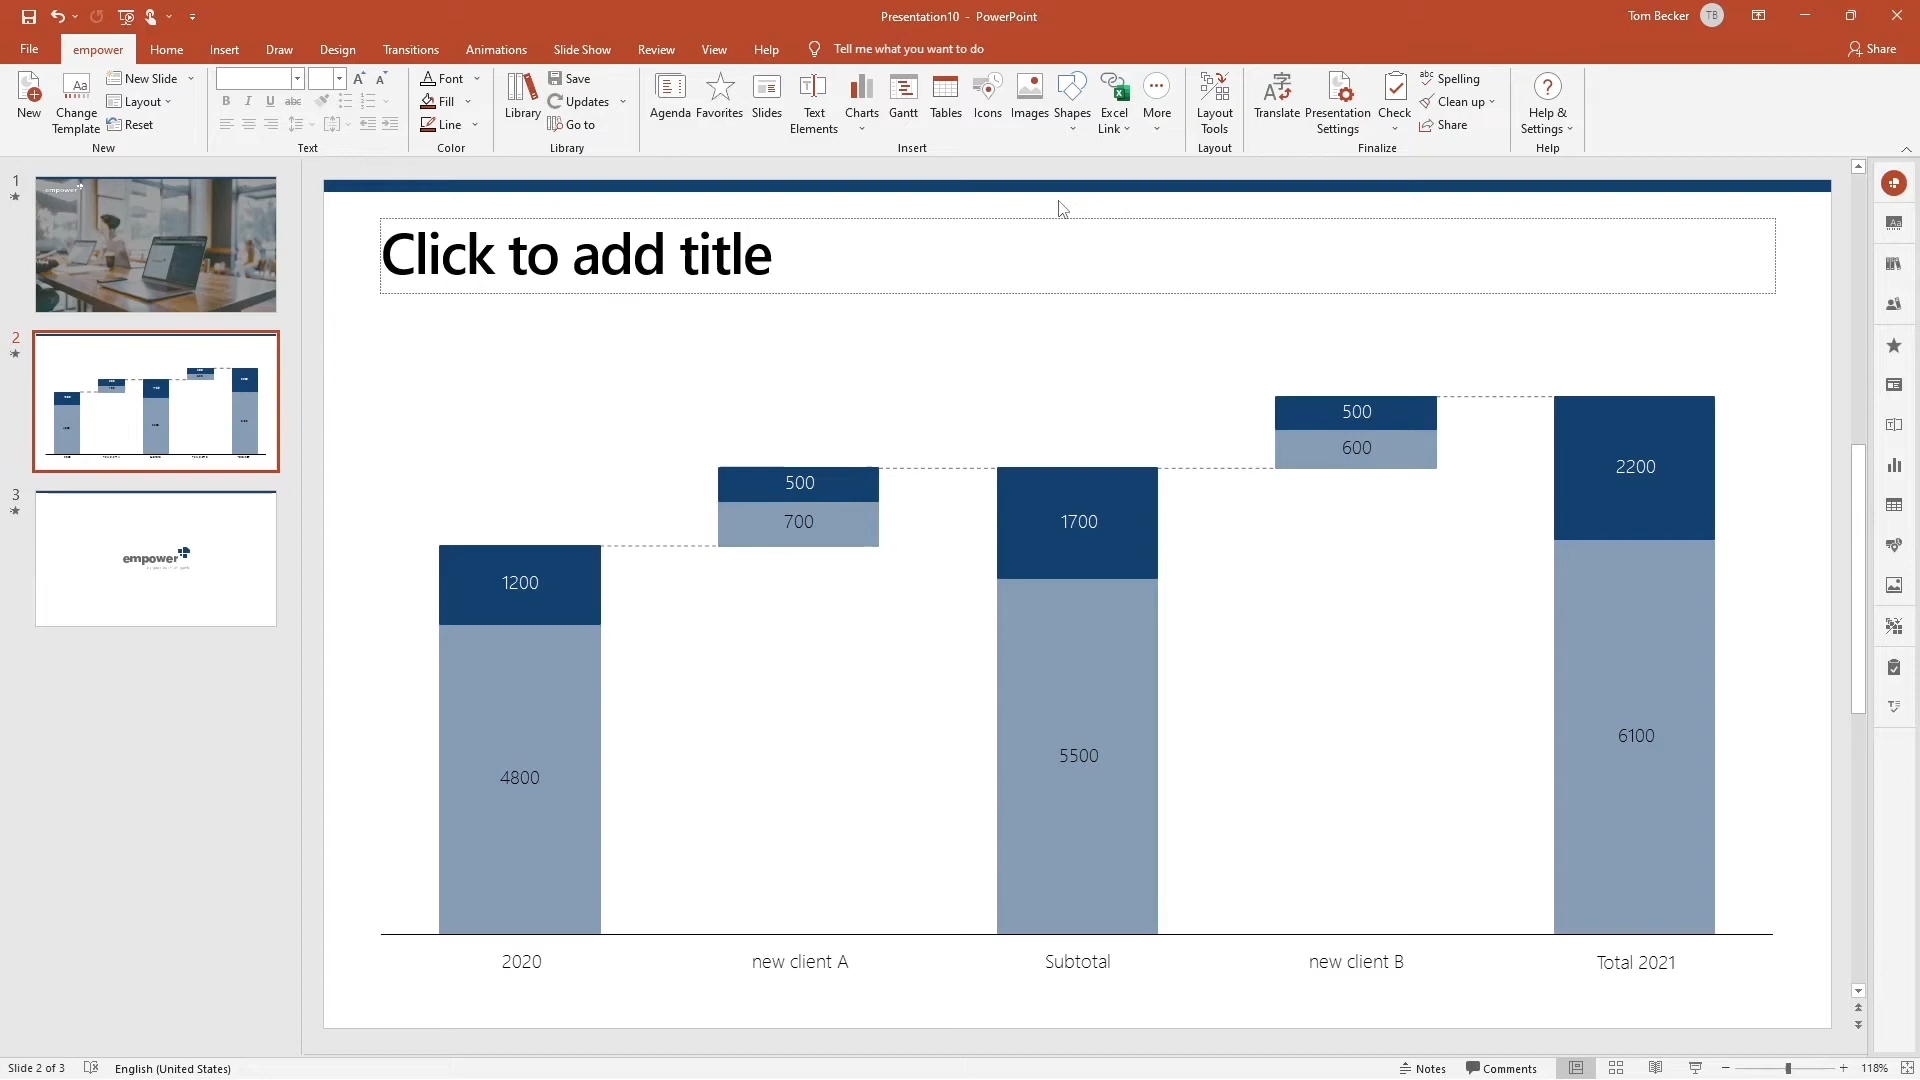 Presentation10 - PowerPoint
Tom Becker TB
File empower Home Insert Draw Design Transitions Animations Slide Show Review View Help Tell me what you want to do Share
New
Change Template
New Slide
Layout
Reset
New
B I U abc
Text
Font
Fill
Line
Color
Library
Save
Updates
Go to
Library
Agenda Favorites Slides Text Elements Charts Gantt Tables Icons Images Shapes Excel Link More
Insert
Layout Tools
Layout
Translate Presentation Settings Check
Spelling
Clean up
Share
Finalize
Help & Settings
Help
1
empower
2
3
empower
Click to add title
500
600
2200
500
700
1700
1200
4800
5500
6100
2020 new client A Subtotal new client B Total 2021
Slide 2 of 3 English (United States) Notes Comments 118%